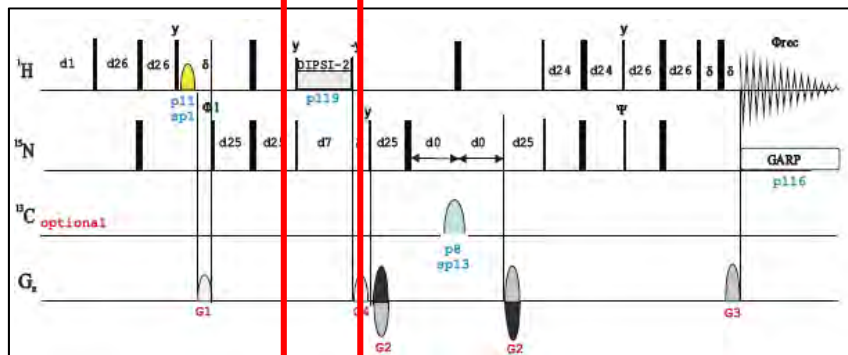 y y -y y Φrec
¹H d1 d26 d26 δ DIPSI-2 d24 d24 d26 d26 δ δ
p11 Φ1 p119
sp1
y Ψ
¹⁵N d25 d25 d7 δ d25 d0 d0 d25 GARP
p116
¹³C
optional
p8
sp13
Gz
G1 G4 G3
G2 G2